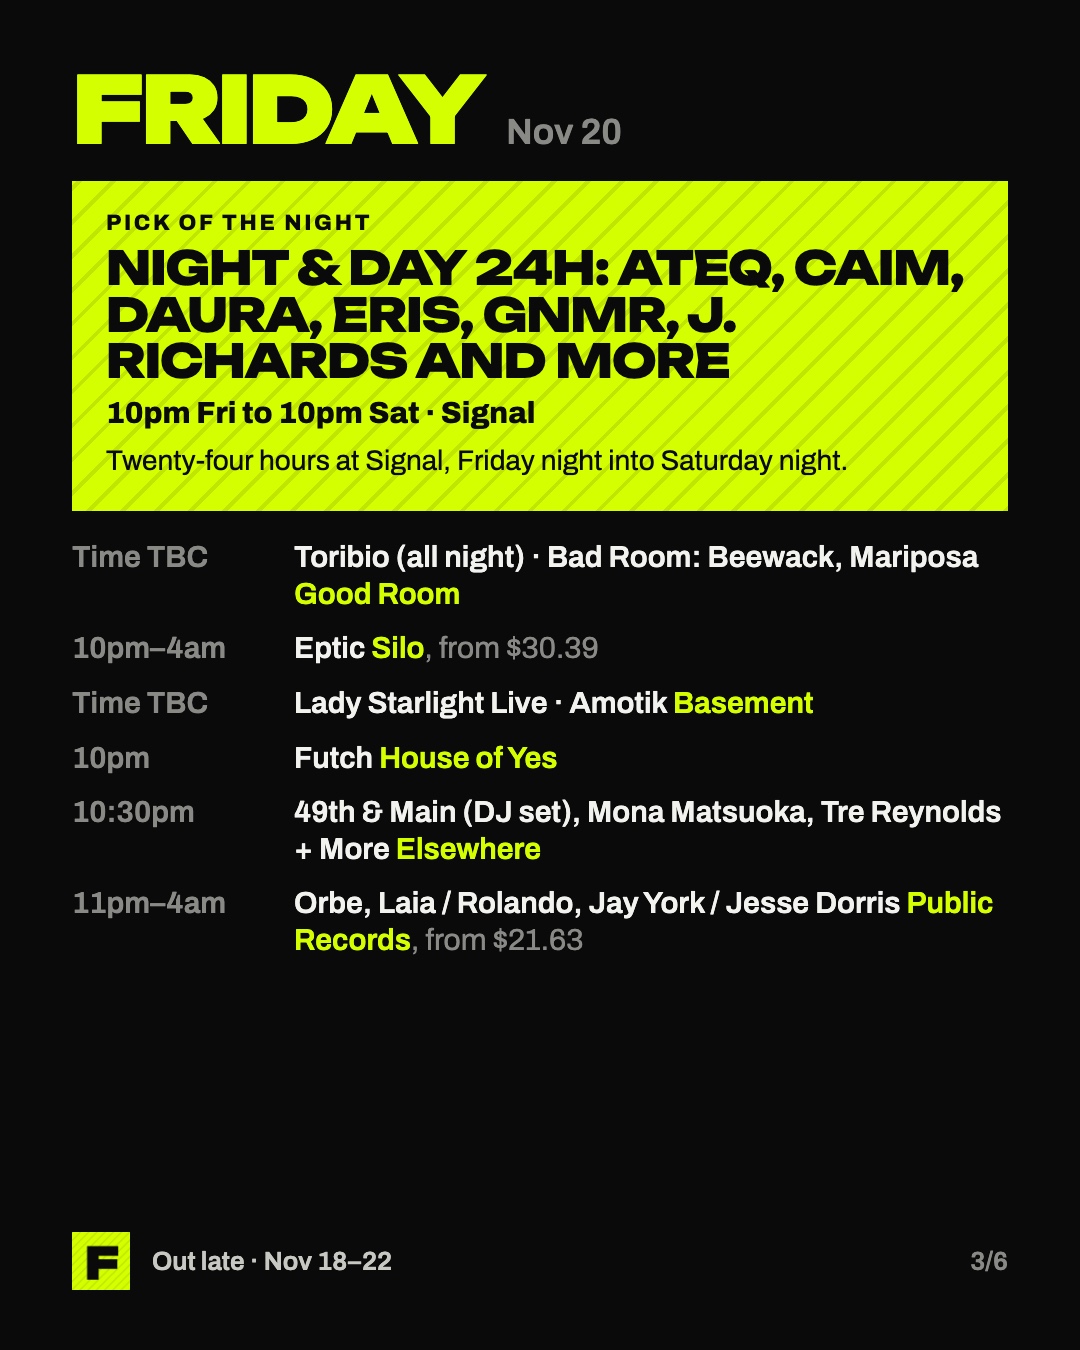 FRIDAY Nov 20
PICK OF THE NIGHT
NIGHT & DAY 24H: ATEQ, CAIM,
DAURA, ERIS, GNMR, J.
RICHARDS AND MORE
10pm Fri to 10pm Sat · Signal
Twenty-four hours at Signal, Friday night into Saturday night.
Time TBC Toribio (all night) · Bad Room: Beewack, Mariposa
Good Room
10pm–4am Eptic Silo, from $30.39
Time TBC Lady Starlight Live · Amotik Basement
10pm Futch House of Yes
10:30pm 49th & Main (DJ set), Mona Matsuoka, Tre Reynolds
+ More Elsewhere
11pm–4am Orbe, Laia / Rolando, Jay York / Jesse Dorris Public
Records, from $21.63
F Out late · Nov 18–22 3/6